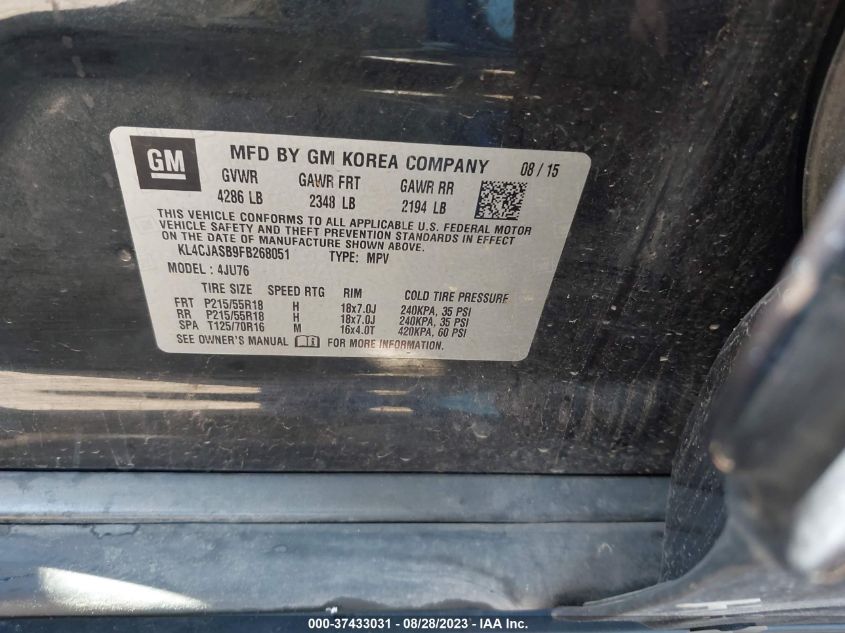 GM MFD BY GM KOREA COMPANY 08 / 15
GVWR GAWR FRT GAWR RR
4286 LB 2348 LB 2194 LB
THIS VEHICLE CONFORMS TO ALL APPLICABLE U.S. FEDERAL MOTOR
VEHICLE SAFETY AND THEFT PREVENTION STANDARDS IN EFFECT
ON THE DATE OF MANUFACTURE SHOWN ABOVE.
KL4CJASB9FB268051 TYPE: MPV
MODEL : 4JU76
TIRE SIZE SPEED RTG RIM COLD TIRE PRESSURE
FRT P215/55R18 H 18x7.0J 240KPA, 35 PSI
RR P215/55R18 H 18x7.0J 240KPA, 35 PSI
SPA T125/70R16 M 16x4.0T 420KPA, 60 PSI
SEE OWNER'S MANUAL FOR MORE INFORMATION.
000-37433031 - 08/28/2023 - IAA Inc.